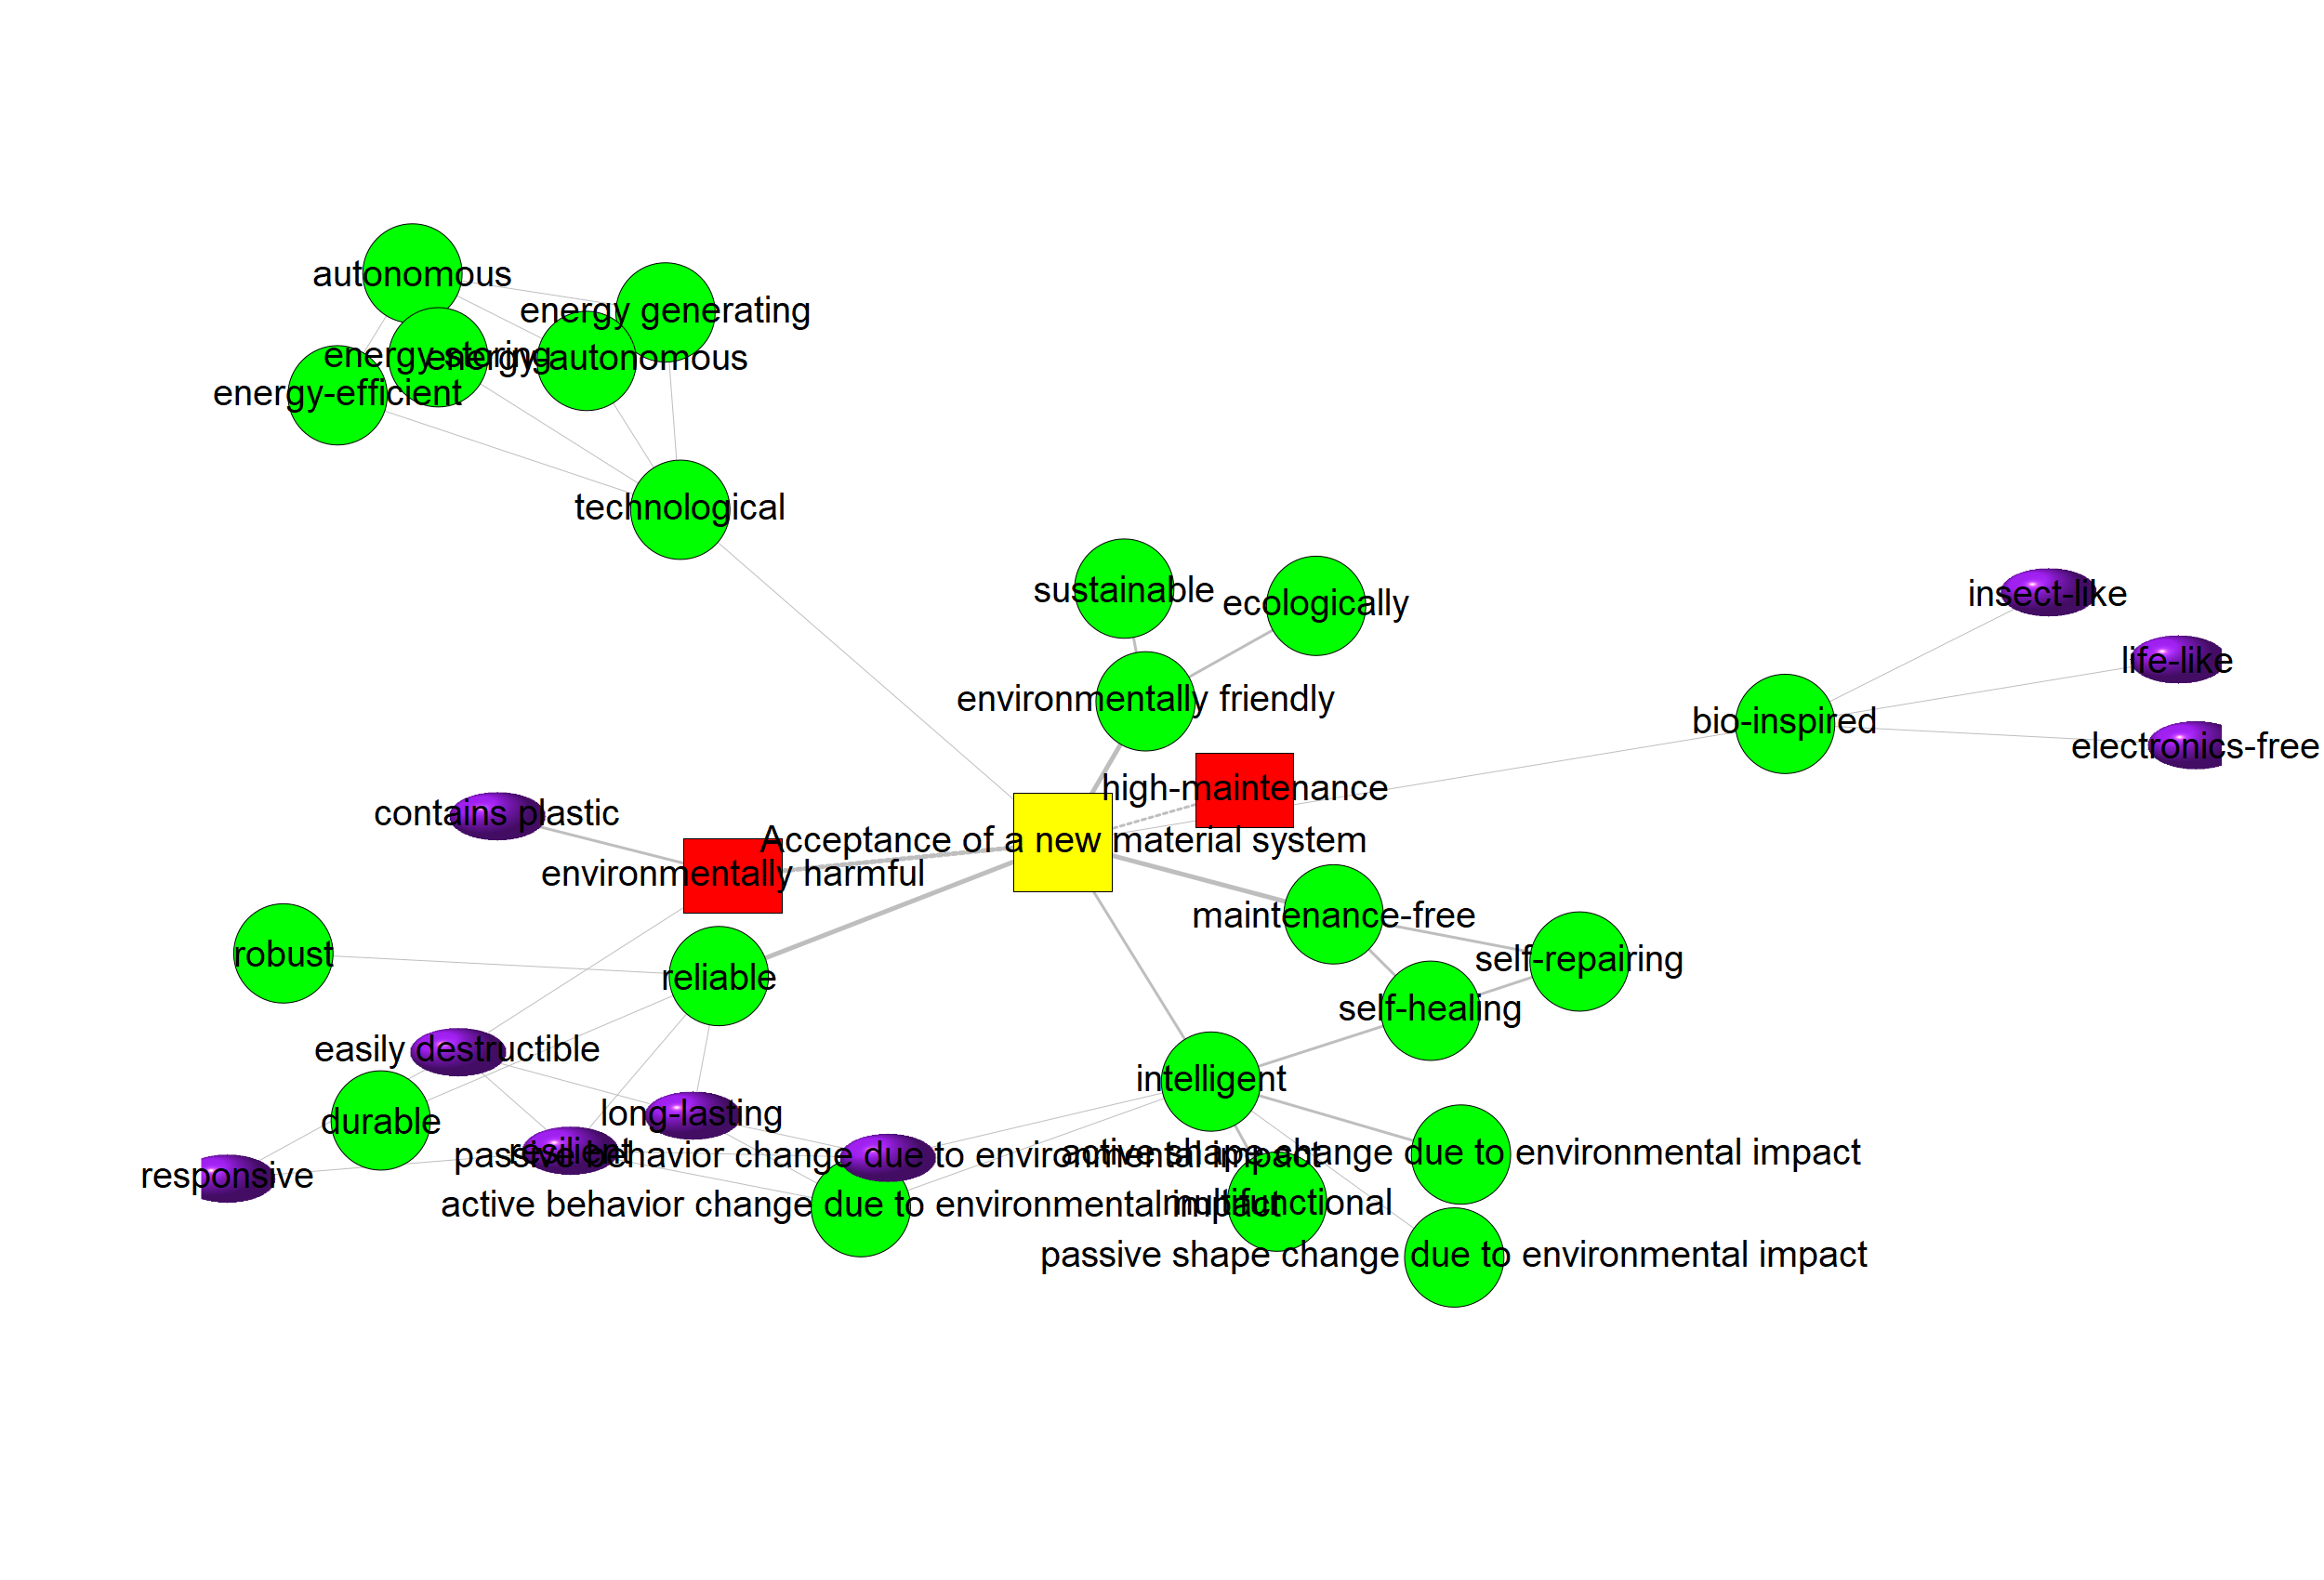 autonomous
energy generating
energy storing
energy-autonomous
energy-efficient
technological
sustainable
ecologically
insect-like
life-like
environmentally friendly
bio-inspired
electronics-free
high-maintenance
contains plastic
Acceptance of a new material system
environmentally harmful
maintenance-free
robust
reliable
self-repairing
self-healing
easily destructible
intelligent
long-lasting
durable
resilient
passive behavior change due to environmental impact
active shape change due to environmental impact
responsive
active behavior change due to environmental impact
multifunctional
passive shape change due to environmental impact